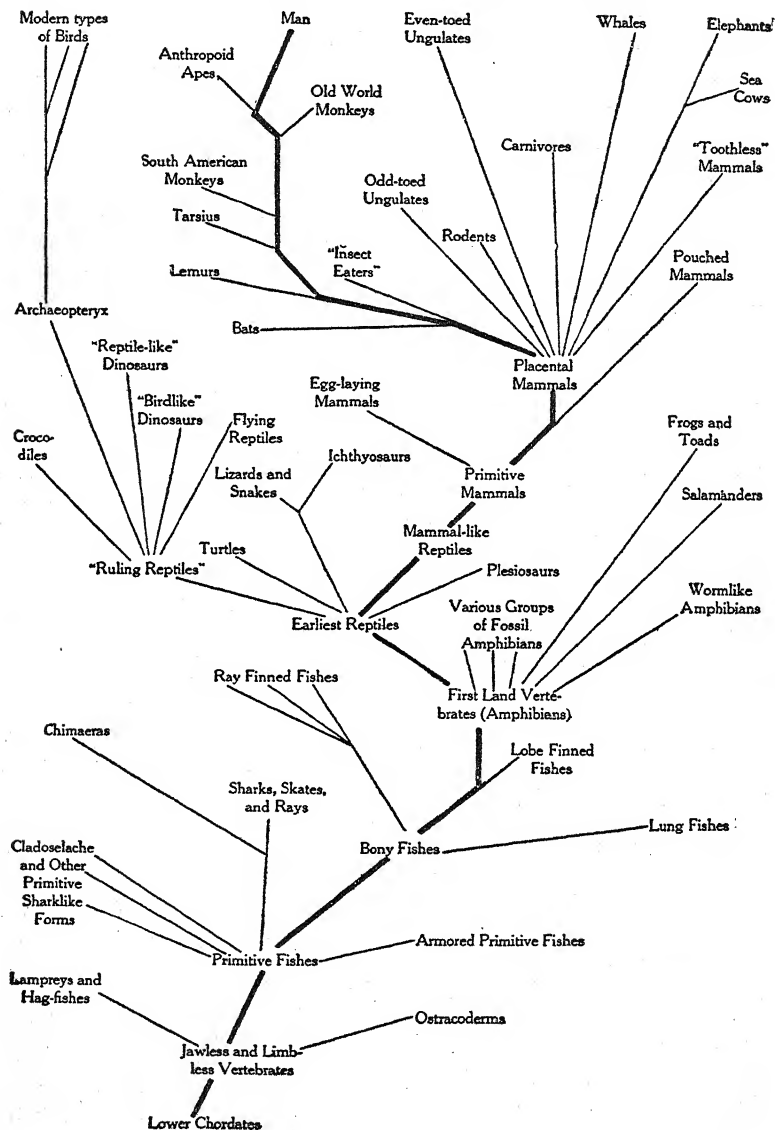 Modern types
of Birds
Man
Even-toed
Ungulates
Whales
Elephants
Anthropoid
Apes
Old World
Monkeys
Sea
Cows
Carnivores
"Toothless"
Mammals
South American
Monkeys
Odd-toed
Ungulates
Tarsius
Rodents
"Insect
Eaters"
Pouched
Mammals
Lemurs
Archaeopteryx
Bats
"Reptile-like"
Dinosaurs
Placental
Mammals
Egg-laying
Mammals
"Birdlike"
Dinosaurs
Flying
Reptiles
Frogs and
Toads
Croco-
diles
Ichthyosaurs
Lizards and
Snakes
Primitive
Mammals
Salamanders
Mammal-like
Reptiles
Turtles
"Ruling Reptiles"
Plesiosaurs
Wormlike
Amphibians
Various Groups
of Fossil
Amphibians
Earliest Reptiles
Ray Finned Fishes
First Land Verte-
brates (Amphibians)
Chimaeras
Lobe Finned
Fishes
Sharks, Skates,
and Rays
Lung Fishes
Bony Fishes
Cladoselache
and Other
Primitive
Sharklike
Forms
Armored Primitive Fishes
Primitive Fishes
Lampreys and
Hag-fishes
Ostracoderms
Jawless and Limb-
less Vertebrates
Lower Chordates